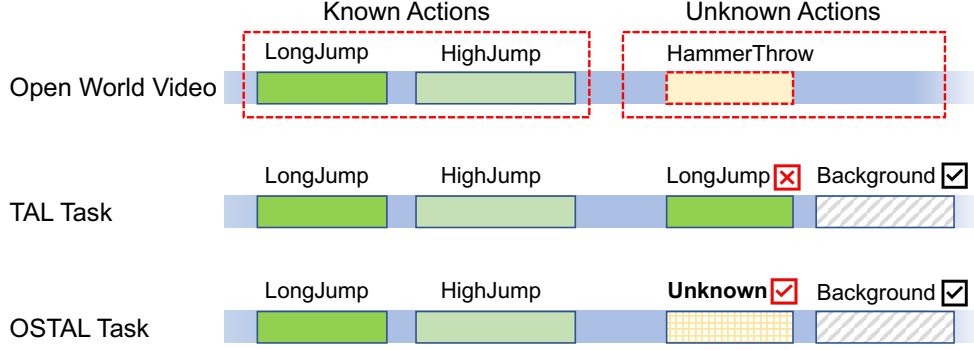 Known Actions Unknown Actions
LongJump HighJump HammerThrow
Open World Video
LongJump HighJump LongJump Background
TAL Task
LongJump HighJump Unknown Background
OSTAL Task